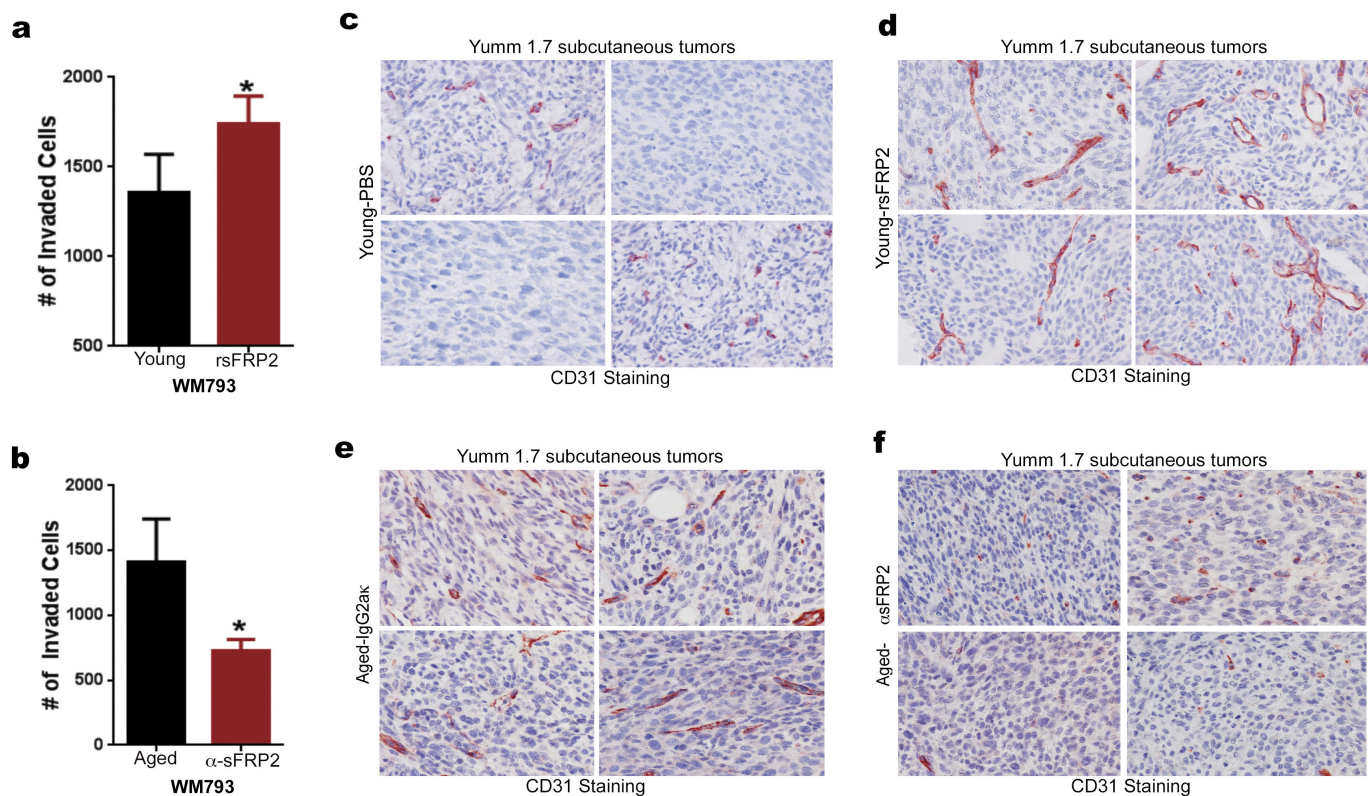 a
# of Invaded Cells
2000
*
1500
1000
500
Young
rsFRP2
WM793
b
# of Invaded Cells
2000
1500
1000
*
500
0
Aged
α-sFRP2
WM793
c
Yumm 1.7 subcutaneous tumors
Young-PBS
CD31 Staining
d
Yumm 1.7 subcutaneous tumors
Young-rsFRP2
CD31 Staining
e
Yumm 1.7 subcutaneous tumors
Aged-IgG2aκ
CD31 Staining
f
Yumm 1.7 subcutaneous tumors
Aged- αsFRP2
CD31 Staining